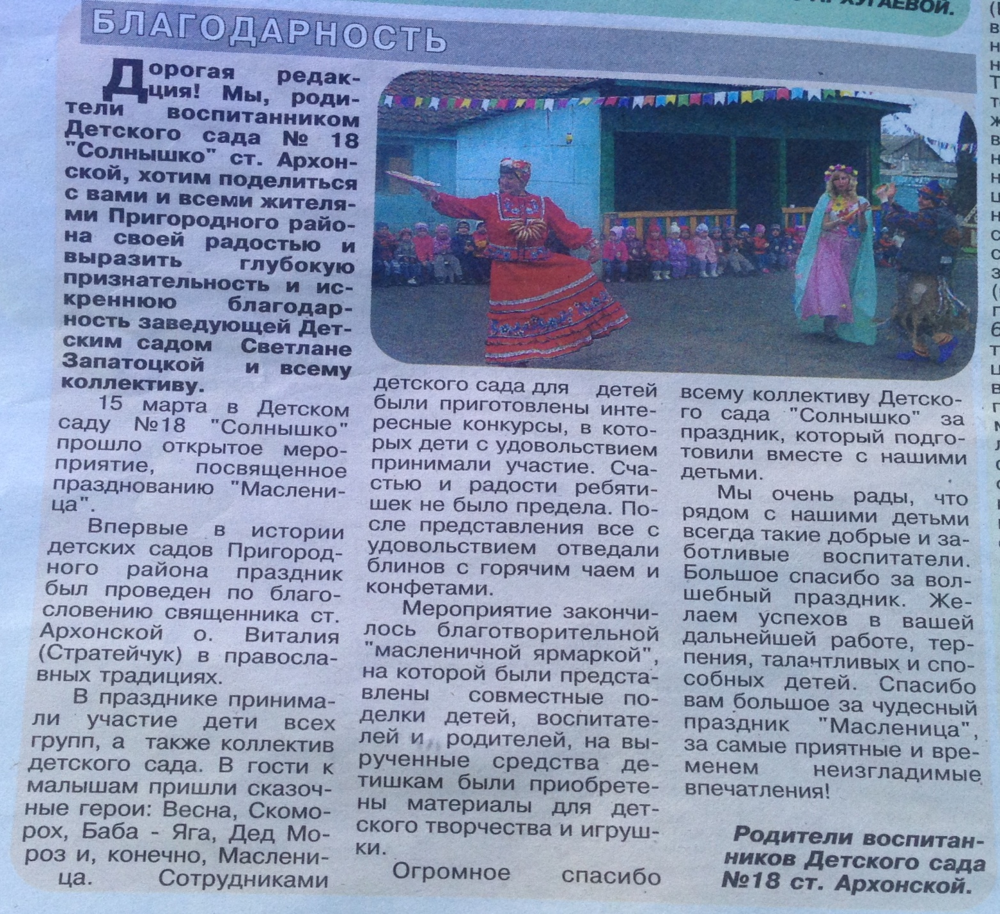 БЛАГОДАРНОСТЬ
Дорогая редак-
ция! Мы, роди-
тели воспитанником
Детского сада № 18
"Солнышко" ст. Архон-
ской, хотим поделиться
с вами и всеми жителя-
ми Пригородного райо-
на своей радостью и
выразить глубокую
признательность и ис-
креннюю благодар-
ность заведующей Дет-
ским садом Светлане
Запатоцкой и всему
коллективу.
15 марта в Детском
саду №18 "Солнышко"
прошло открытое меро-
приятие, посвященное
празднованию "Маслени-
ца".
Впервые в истории
детских садов Пригород-
ного района праздник
был проведен по благо-
словению священника ст.
Архонской о. Виталия
(Стратейчук) в правосла-
вных традициях.
В празднике принима-
ли участие дети всех
групп, а также коллектив
детского сада. В гости к
малышам пришли сказоч-
ные герои: Весна, Скомо-
рох, Баба - Яга, Дед Мо-
роз и, конечно, Маслени-
ца. Сотрудниками
детского сада для детей
были приготовлены инте-
ресные конкурсы, в кото-
рых дети с удовольствием
принимали участие. Сча-
стью и радости ребяти-
шек не было предела. По-
сле представления все с
удовольствием отведали
блинов с горячим чаем и
конфетами.
Мероприятие закончи-
лось благотворительной
"масленичной ярмаркой",
на которой были предста-
влены совместные по-
делки детей, воспитате-
лей и родителей, на вы-
рученные средства де-
тишкам были приобрете-
ны материалы для дет-
ского творчества и игруш-
ки.
Огромное спасибо
всему коллективу Детско-
го сада "Солнышко" за
праздник, который подго-
товили вместе с нашими
детьми.
Мы очень рады, что
рядом с нашими детьми
всегда такие добрые и за-
ботливые воспитатели.
Большое спасибо за вол-
шебный праздник. Же-
лаем успехов в вашей
дальнейшей работе, тер-
пения, талантливых и спо-
собных детей. Спасибо
вам большое за чудесный
праздник "Масленица",
за самые приятные и вре-
менем неизгладимые
впечатления!
Родители воспитан-
ников Детского сада
№18 ст. Архонской.